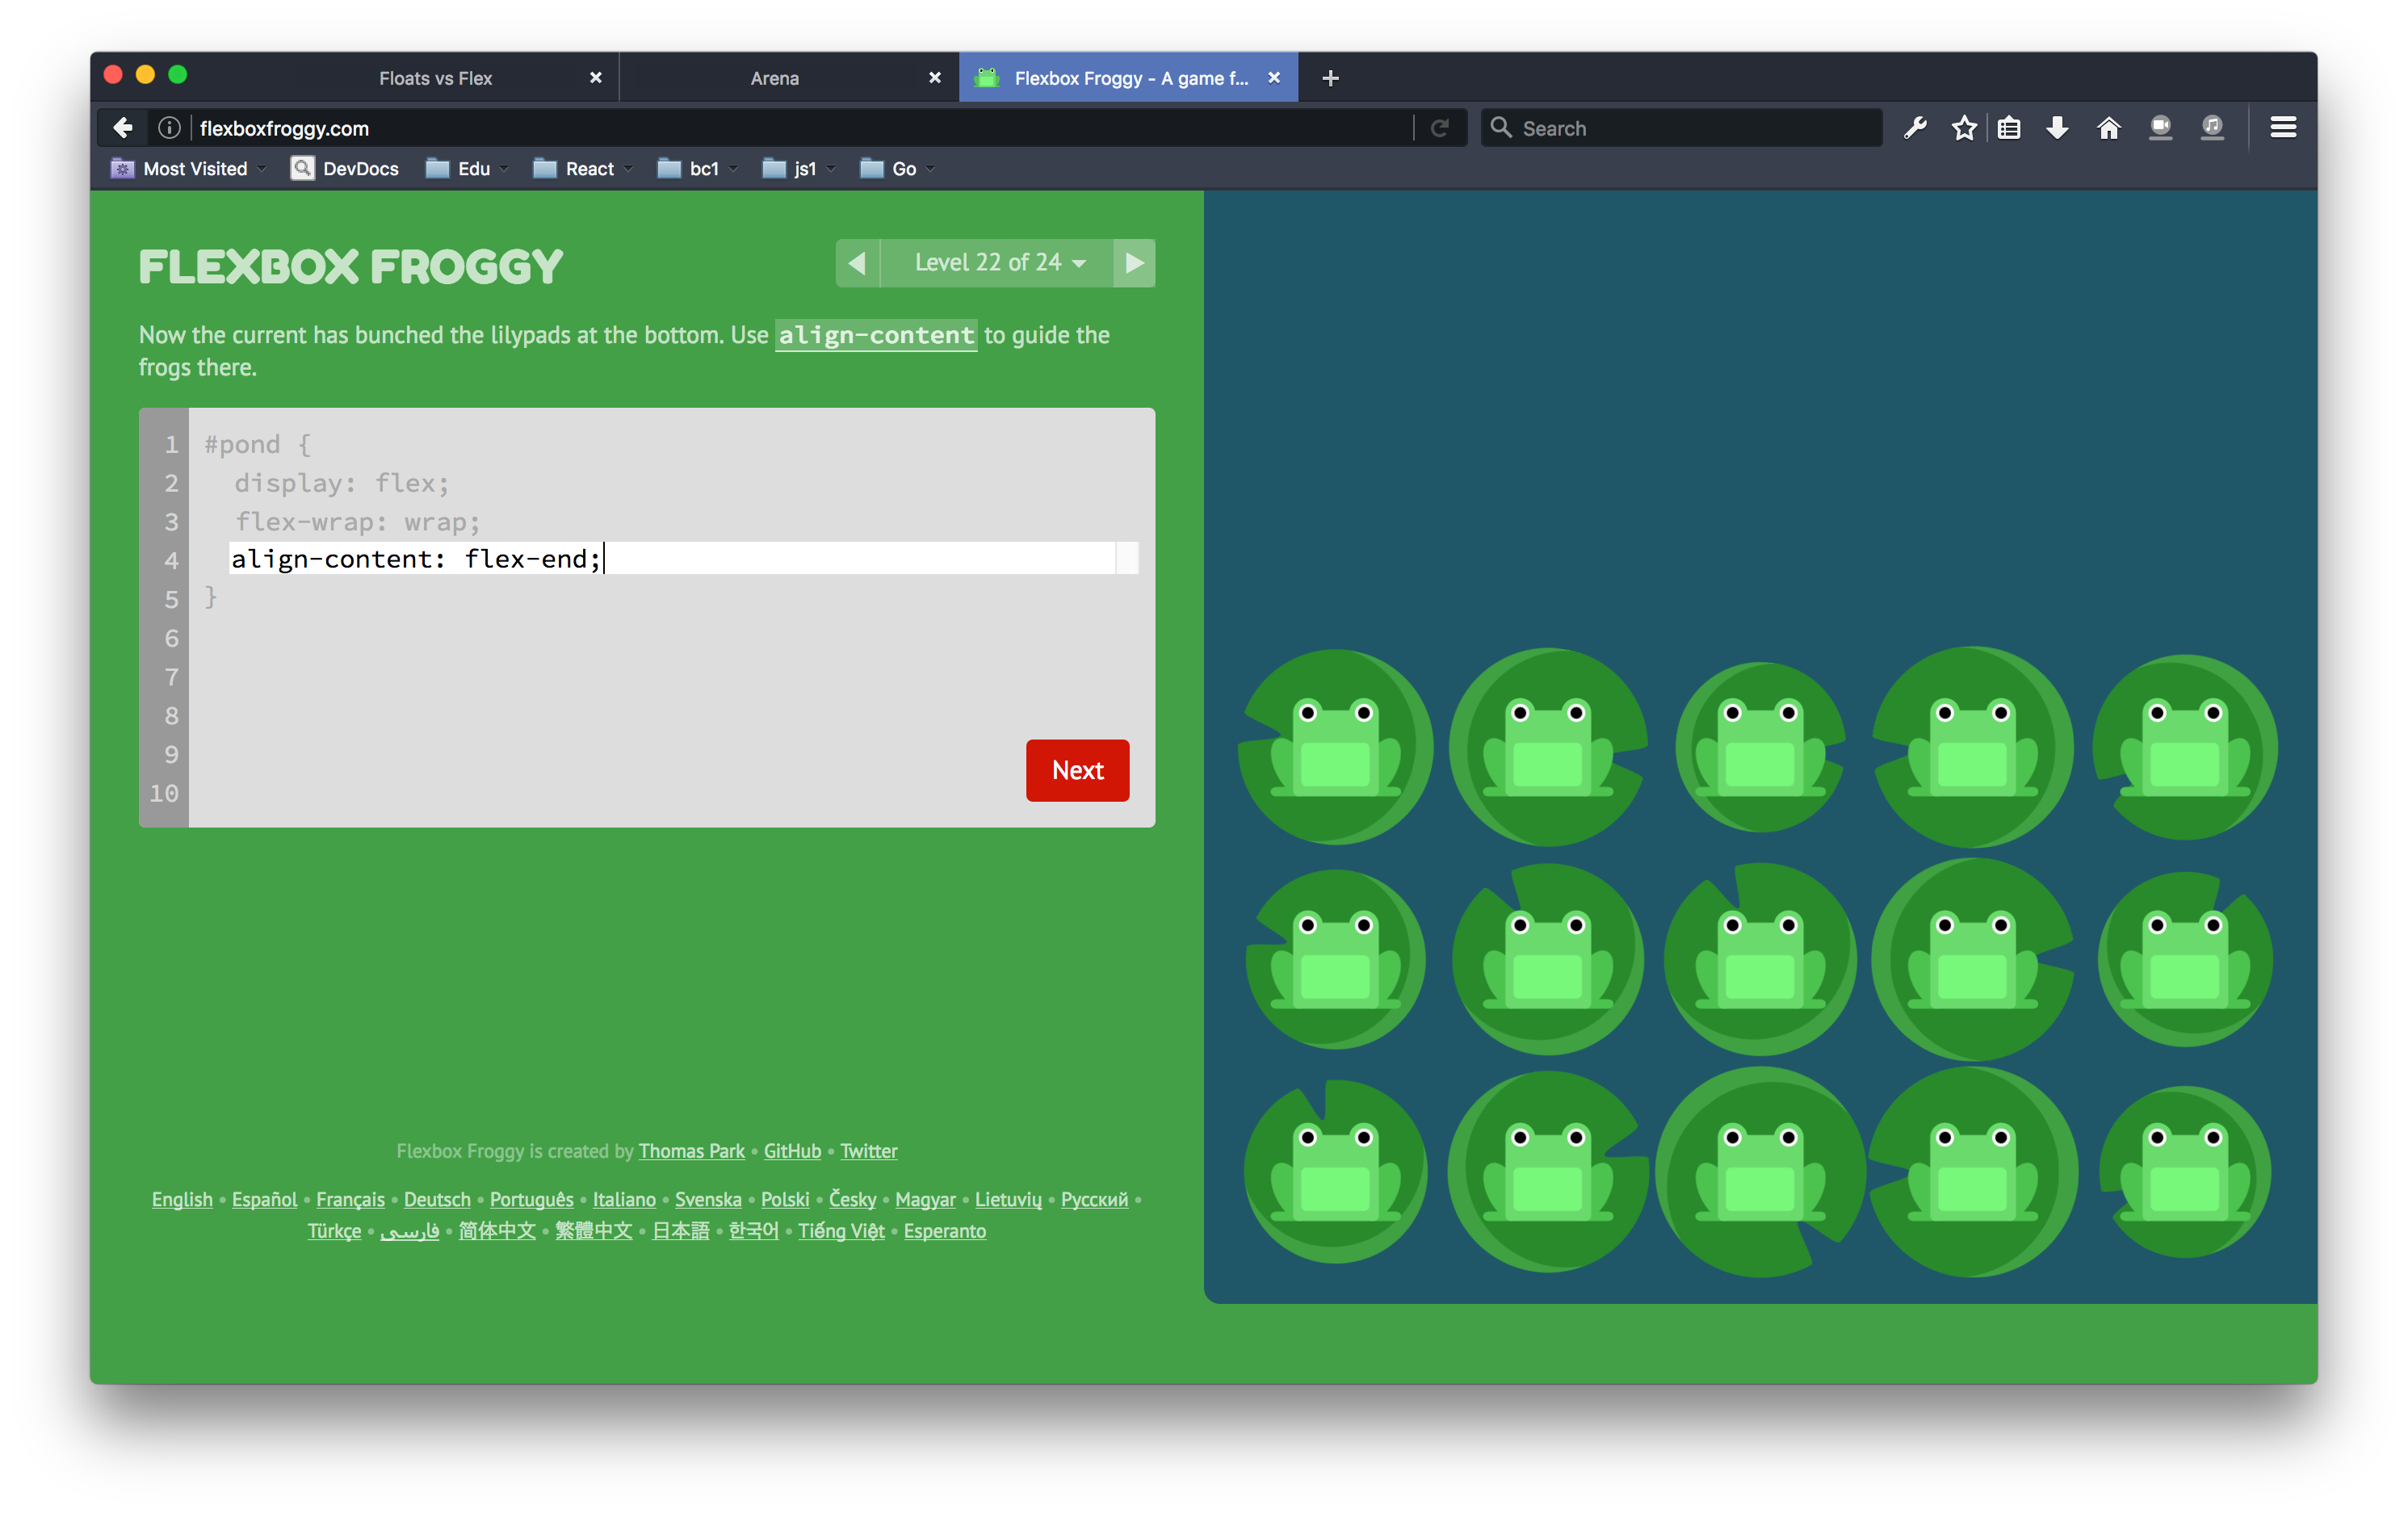 Floats vs Flex
Arena
Flexbox Froggy - A game f...
flexboxfroggy.com
Search
Most Visited
DevDocs
Edu
React
bc1
js1
Go
FLEXBOX FROGGY
Level 22 of 24
Now the current has bunched the lilypads at the bottom. Use align-content to guide the
frogs there.
1 #pond {
2 display: flex;
3 flex-wrap: wrap;
4 align-content: flex-end;
5 }
6
7
8
9
10
Next
Flexbox Froggy is created by Thomas Park • GitHub • Twitter
English • Español • Français • Deutsch • Português • Italiano • Svenska • Polski • Česky • Magyar • Lietuvių • Русский •
Türkçe • فارسی • 简体中文 • 繁體中文 • 日本語 • 한국어 • Tiếng Việt • Esperanto